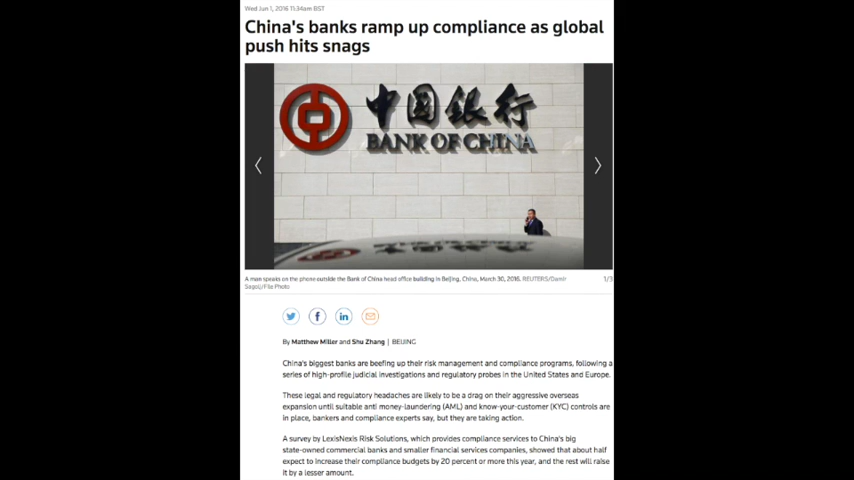 Wed Jun 1, 2016 11:34am BST
China's banks ramp up compliance as global
push hits snags
中国银行
BANK OF CHINA
A man speaks on the phone outside the Bank of China head office building in Beijing, China, March 30, 2016. REUTERS/Damir
Sagolj/File Photo
1/3
By Matthew Miller and Shu Zhang | BEIJING
China's biggest banks are beefing up their risk management and compliance programs, following a
series of high-profile judicial investigations and regulatory probes in the United States and Europe.
These legal and regulatory headaches are likely to be a drag on their aggressive overseas
expansion until suitable anti money-laundering (AML) and know-your-customer (KYC) controls are
in place, bankers and compliance experts say, but they are taking action.
A survey by LexisNexis Risk Solutions, which provides compliance services to China's big
state-owned commercial banks and smaller financial services companies, showed that about half
expect to increase their compliance budgets by 20 percent or more this year, and the rest will raise
it by a lesser amount.